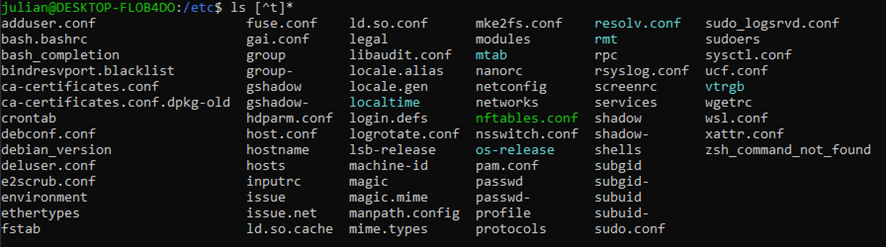 julian@DESKTOP-FLOB4DO:/etc$ ls [^t]*
adduser.conf fuse.conf ld.so.conf mke2fs.conf resolv.conf sudo_logsrvd.conf
bash.bashrc gai.conf legal modules rmt sudoers
bash_completion group libaudit.conf mtab rpc sysctl.conf
bindresvport.blacklist group- locale.alias nanorc rsyslog.conf ucf.conf
ca-certificates.conf gshadow locale.gen netconfig screenrc vtrgb
ca-certificates.conf.dpkg-old gshadow- localtime networks services wgetrc
crontab hdparm.conf login.defs nftables.conf shadow wsl.conf
debconf.conf host.conf logrotate.conf nsswitch.conf shadow- xattr.conf
debian_version hostname lsb-release os-release shells zsh_command_not_found
deluser.conf hosts machine-id pam.conf subgid
e2scrub.conf inputrc magic passwd subgid-
environment issue magic.mime passwd- subuid
ethertypes issue.net manpath.config profile subuid-
fstab ld.so.cache mime.types protocols sudo.conf